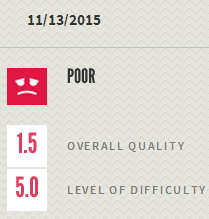 11/13/2015
POOR
1.5 OVERALL QUALITY
5.0 LEVEL OF DIFFICULTY